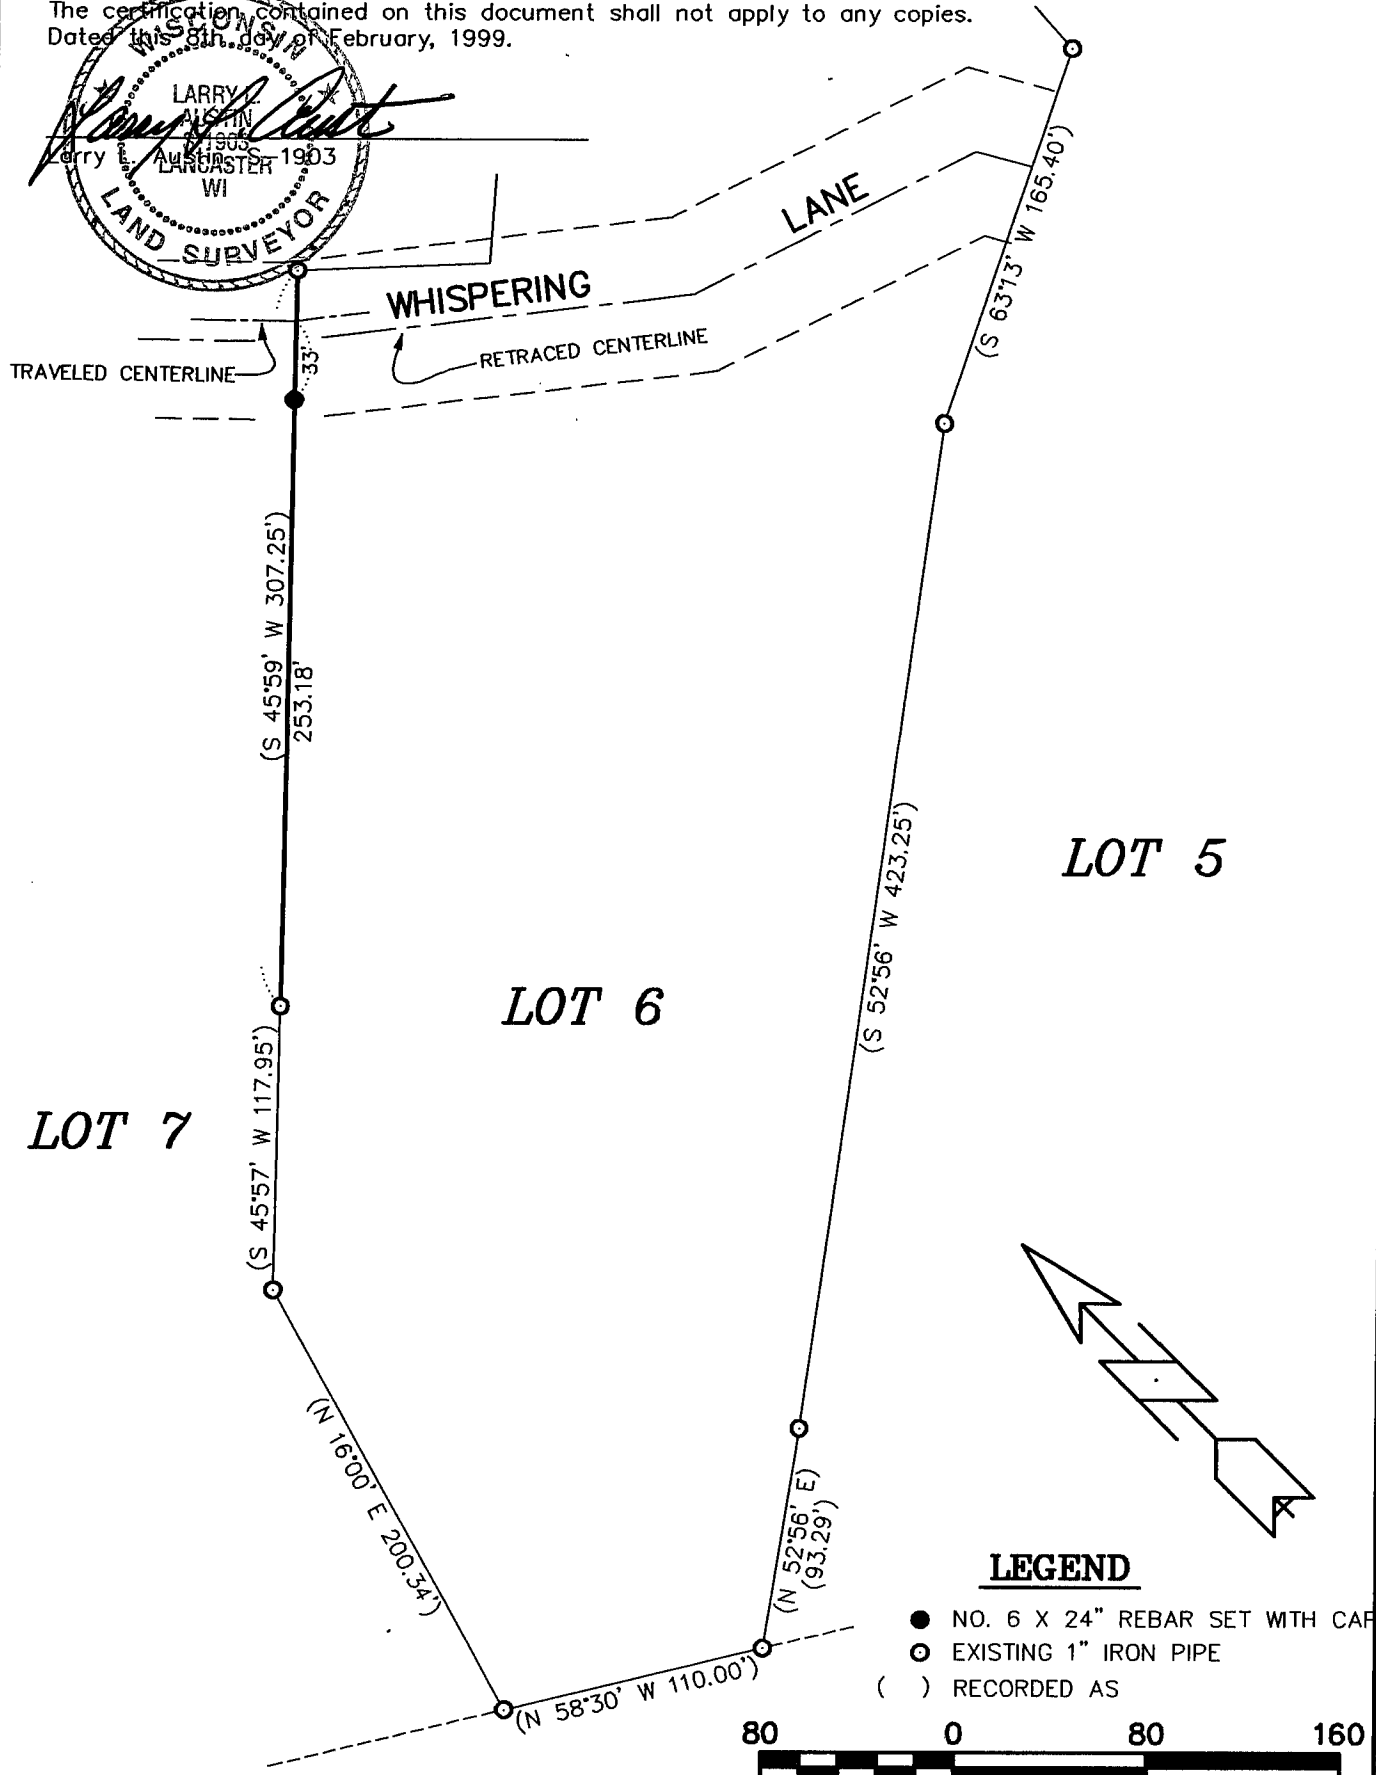 The certification contained on this document shall not apply to any copies.
Dated this 8th day of February, 1999.
WISCONSIN
LARRY L.
AUSTIN
S-1903
LANCASTER
WI
LAND SURVEYOR
Larry L. Austin, S-1903
LANE
WHISPERING
(S 63°13' W 165.40')
RETRACED CENTERLINE
TRAVELED CENTERLINE
33'
(S 45°59' W 307.25')
253.18'
(S 52°56' W 423.25')
LOT 5
LOT 6
LOT 7
(S 45°57' W 117.95')
(N 16°00' E 200.34')
(N 52°56' E)
(93.29')
(N 58°30' W 110.00')
LEGEND
NO. 6 X 24" REBAR SET WITH CAP
EXISTING 1" IRON PIPE
( ) RECORDED AS
80 0 80 160